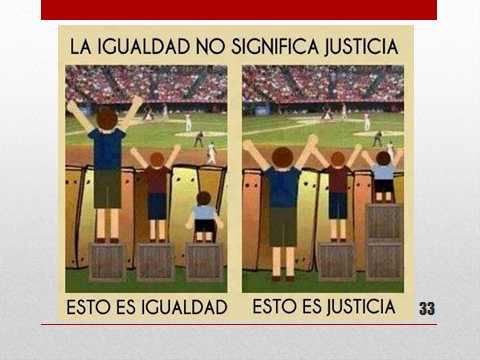 LA IGUALDAD NO SIGNIFICA JUSTICIA
ESTO ES IGUALDAD
ESTO ES JUSTICIA
33